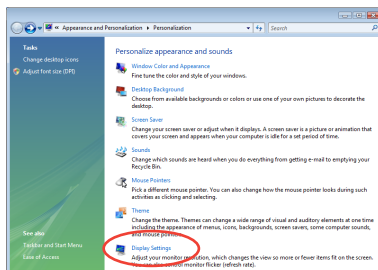 « Appearance and Personalization Personalization Search
Tasks
Change desktop icons
Adjust font size (DPI)
See also
Taskbar and Start Menu
Ease of Access
Personalize appearance and sounds
Window Color and Appearance
Fine tune the color and style of your windows.
Desktop Background
Choose from available backgrounds or colors or use one of your own pictures to decorate the
desktop.
Screen Saver
Change your screen saver or adjust when it displays. A screen saver is a picture or animation that
covers your screen and appears when your computer is idle for a set period of time.
Sounds
Change which sounds are heard when you do everything from getting e-mail to emptying your
Recycle Bin.
Mouse Pointers
Pick a different mouse pointer. You can also change how the mouse pointer looks during such
activities as clicking and selecting.
Theme
Change the theme. Themes can change a wide range of visual and auditory elements at one time
including the appearance of menus, icons, backgrounds, screen savers, some computer sounds,
and mouse pointers.
Display Settings
Adjust your monitor resolution, which changes the view so more or fewer items fit on the screen.
You can also control monitor flicker (refresh rate).